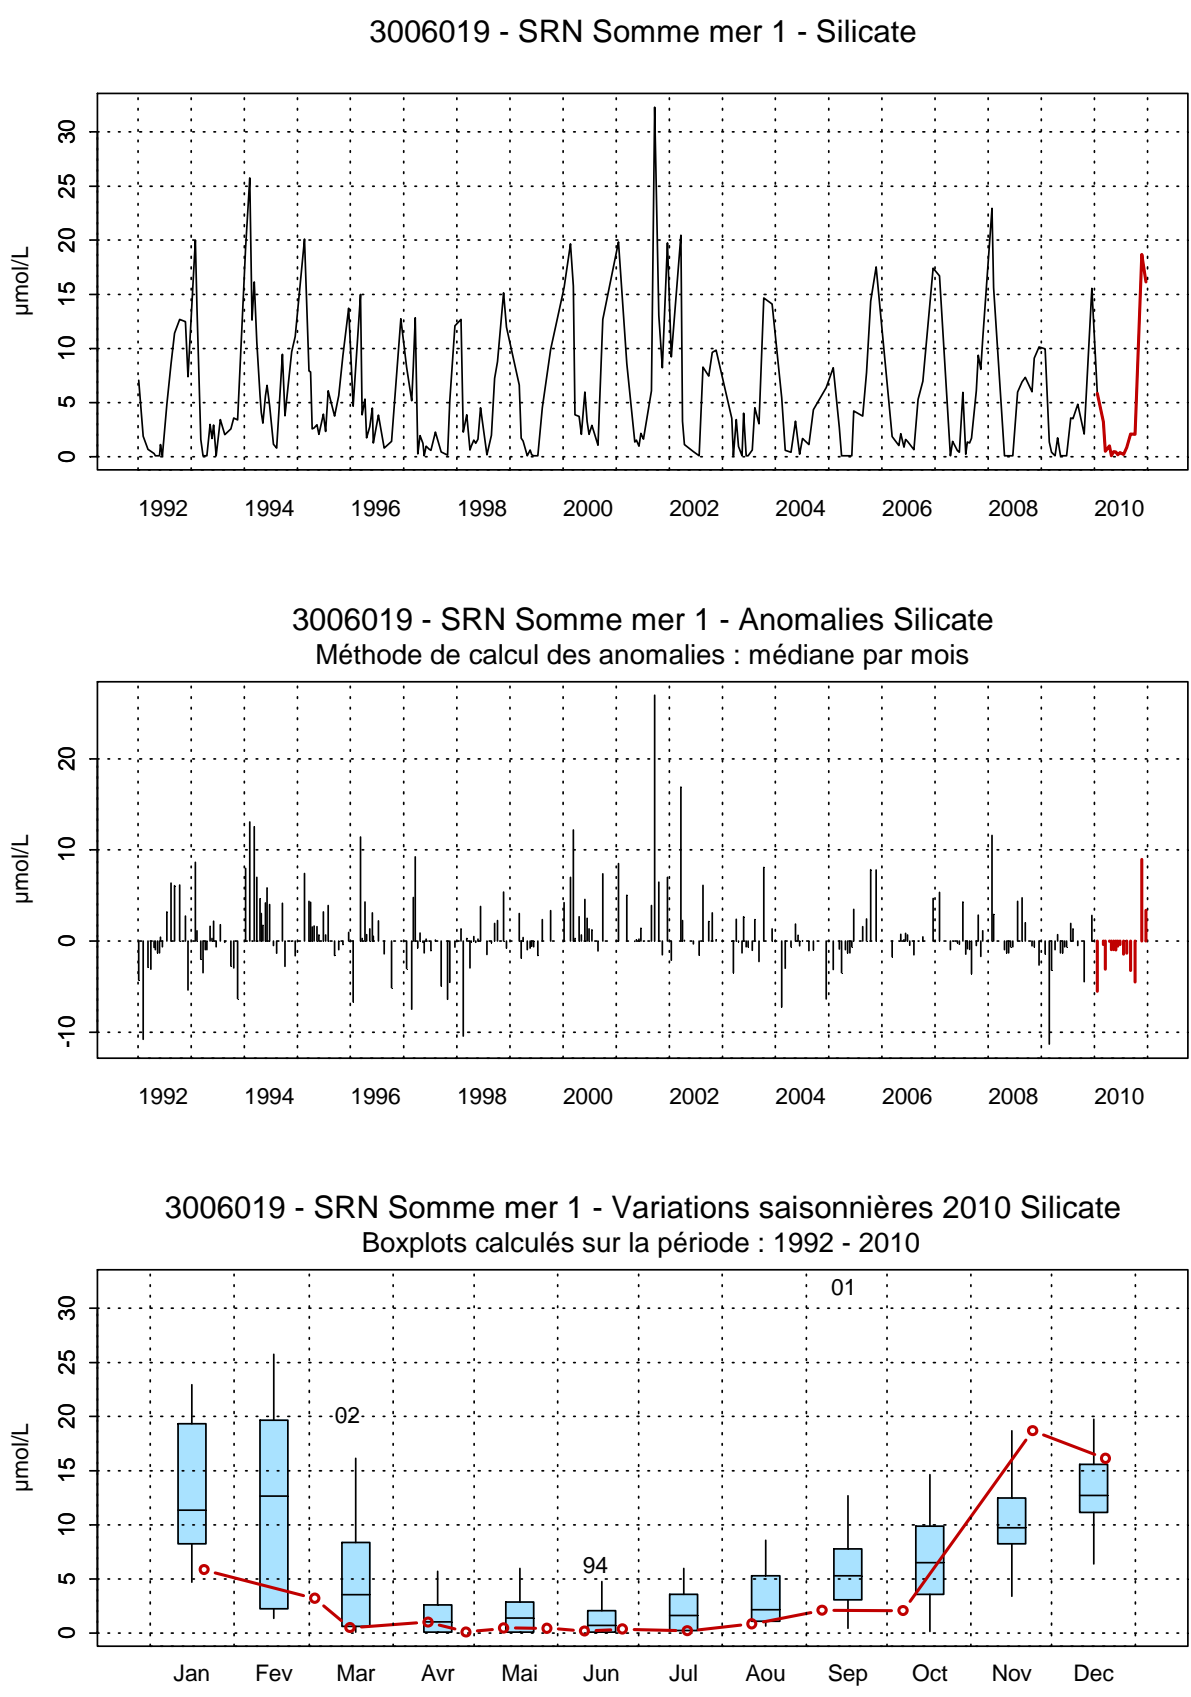 3006019 - SRN Somme mer 1 - Silicate
30
25
20
15
10
5
0
µmol/L
1992 1994 1996 1998 2000 2002 2004 2006 2008 2010
3006019 - SRN Somme mer 1 - Anomalies Silicate
Méthode de calcul des anomalies : médiane par mois
20
10
0
-10
µmol/L
1992 1994 1996 1998 2000 2002 2004 2006 2008 2010
3006019 - SRN Somme mer 1 - Variations saisonnières 2010 Silicate
Boxplots calculés sur la période : 1992 - 2010
30
25
20
15
10
5
0
µmol/L
01
02
94
Jan Fev Mar Avr Mai Jun Jul Aou Sep Oct Nov Dec